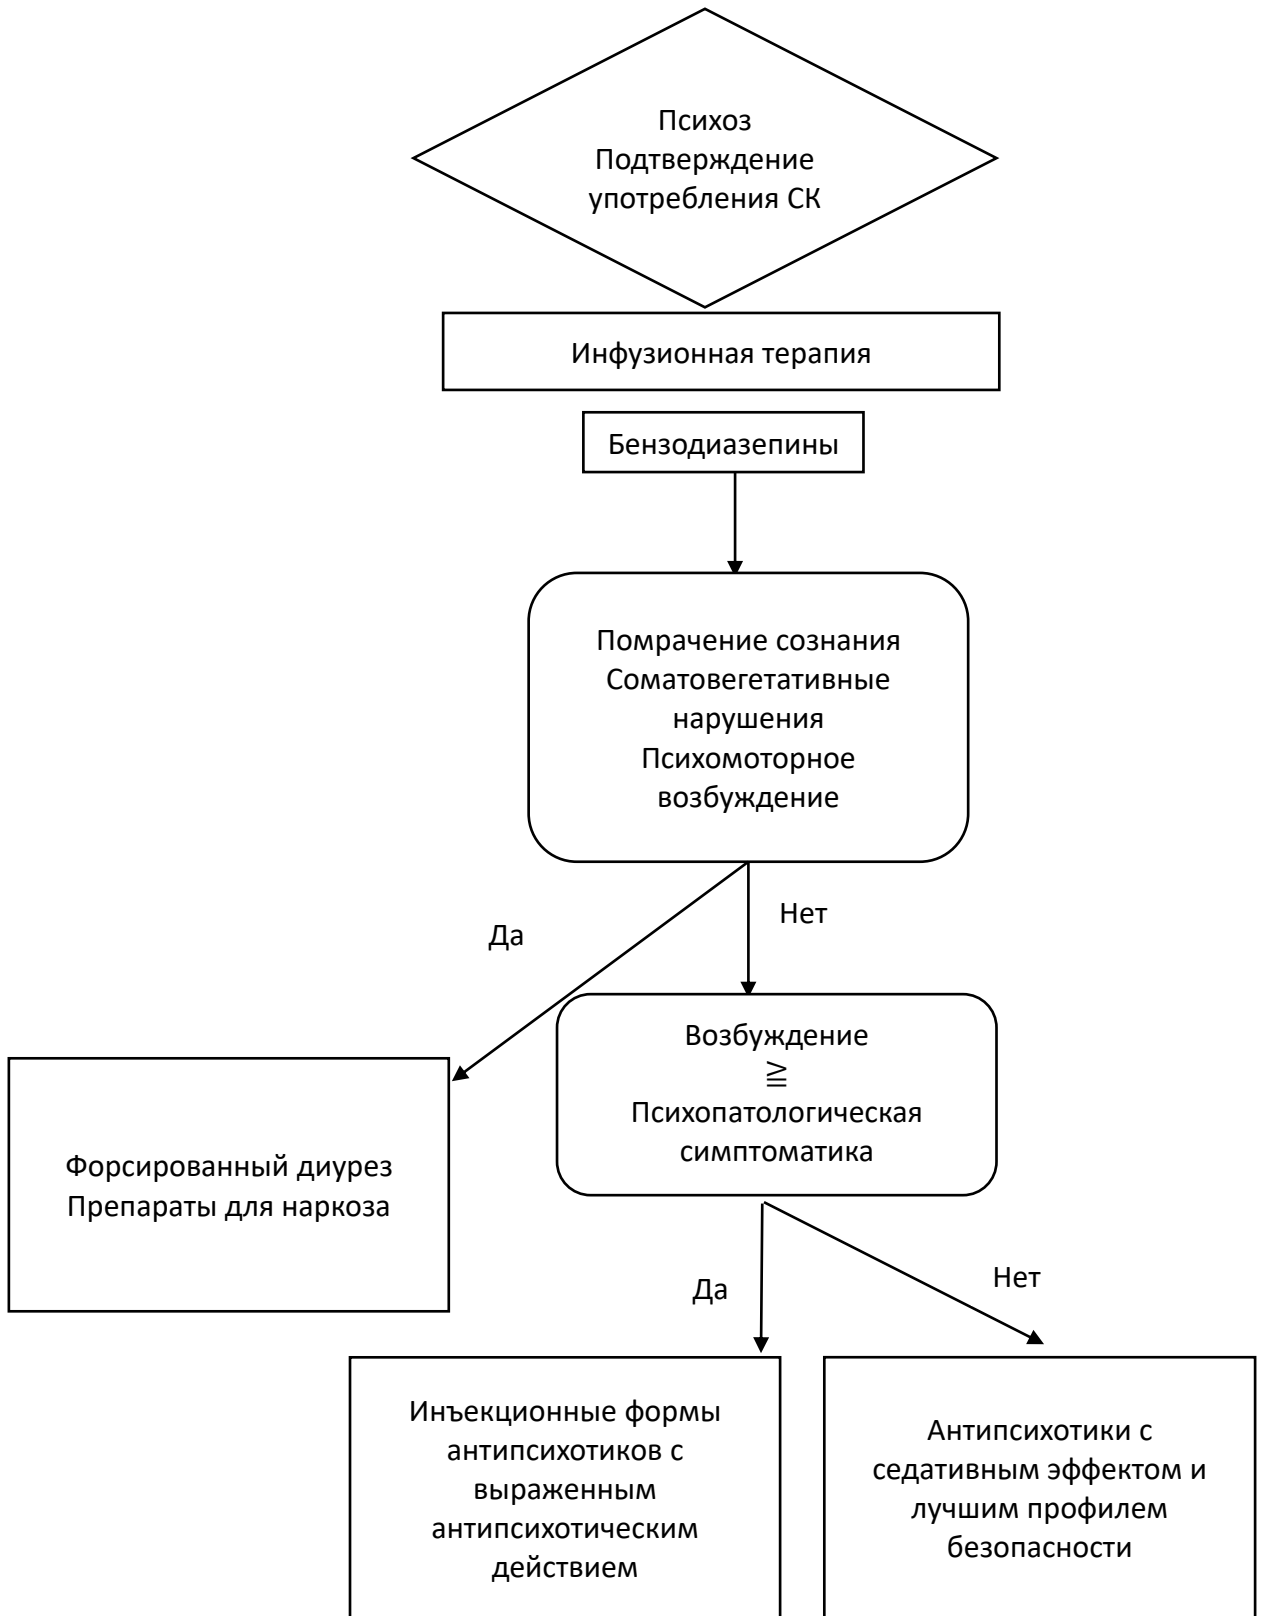 Психоз
Подтверждение
употребления СК
Инфузионная терапия
Бензодиазепины
Помрачение сознания
Соматовегетативные
нарушения
Психомоторное
возбуждение
Да
Нет
Возбуждение
≧
Психопатологическая
симптоматика
Форсированный диурез
Препараты для наркоза
Да
Нет
Инъекционные формы
антипсихотиков с
выраженным
антипсихотическим
действием
Антипсихотики с
седативным эффектом и
лучшим профилем
безопасности